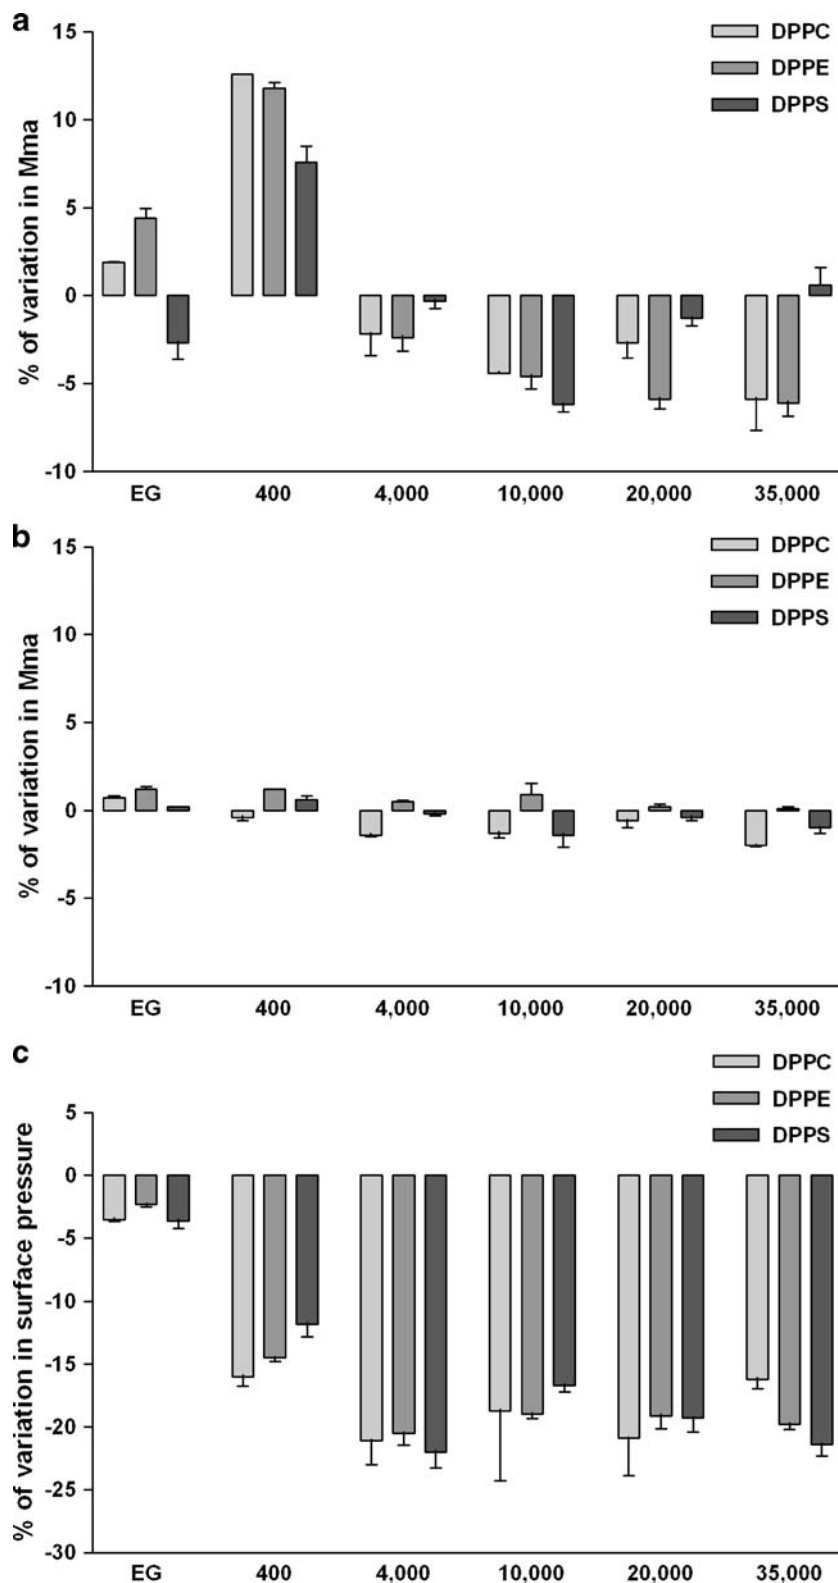 a
15
10
5
0
-5
-10
% of variation in Mma
DPPC
DPPE
DPPS
EG 400 4,000 10,000 20,000 35,000
b
15
10
5
0
-5
-10
% of variation in Mma
DPPC
DPPE
DPPS
EG 400 4,000 10,000 20,000 35,000
c
5
0
-5
-10
-15
-20
-25
-30
% of variation in surface pressure
DPPC
DPPE
DPPS
EG 400 4,000 10,000 20,000 35,000